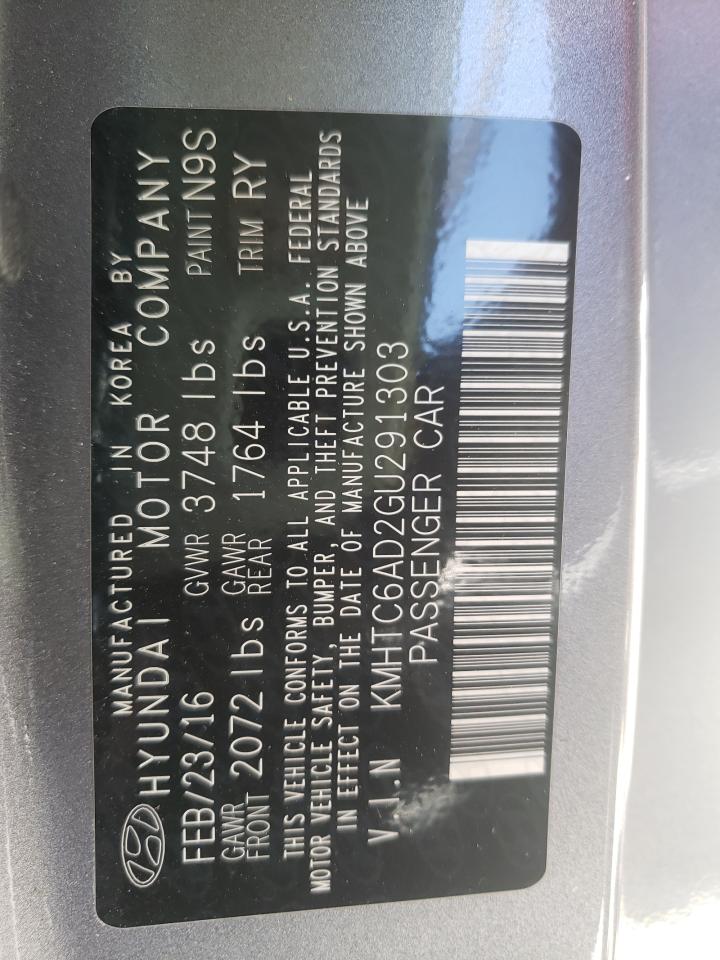 MANUFACTURED IN KOREA BY
HYUNDAI MOTOR COMPANY
FEB/23/16 GVWR 3748 lbs PAINT N9S
GAWR FRONT 2072 lbs GAWR REAR 1764 lbs TRIM RY
THIS VEHICLE CONFORMS TO ALL APPLICABLE U.S.A. FEDERAL
MOTOR VEHICLE SAFETY, BUMPER, AND THEFT PREVENTION STANDARDS
IN EFFECT ON THE DATE OF MANUFACTURE SHOWN ABOVE
V.I.N KMHTC6AD2GU291303
PASSENGER CAR